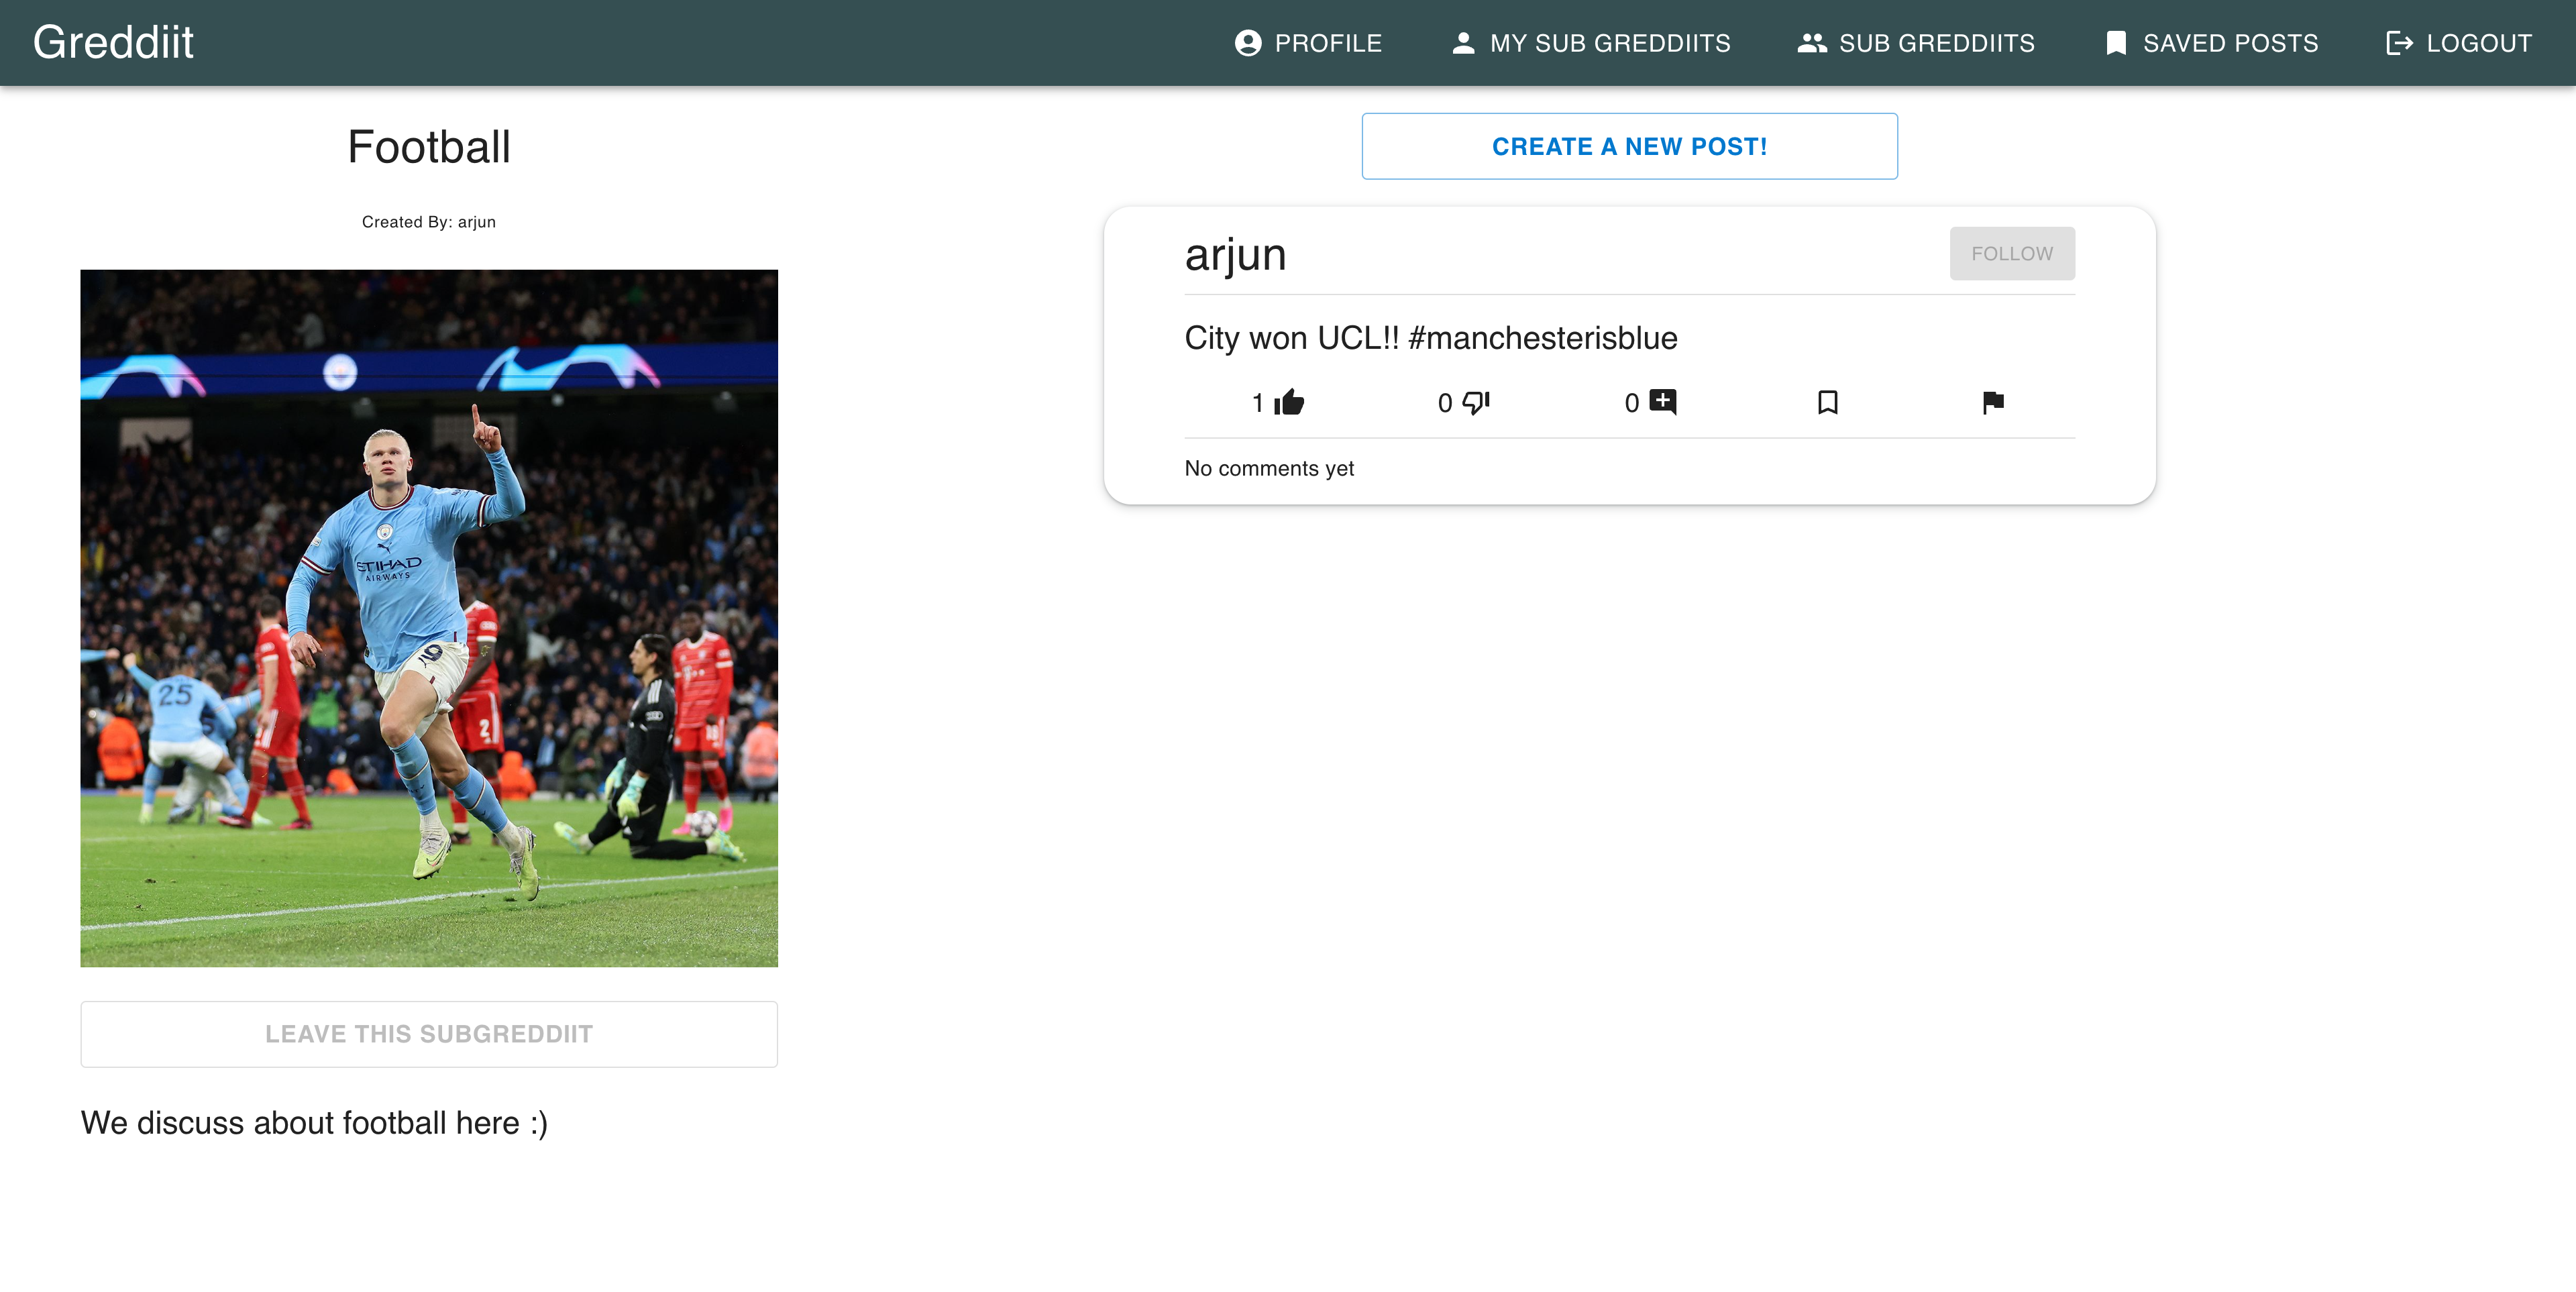 Greddiit
PROFILE
MY SUB GREDDIITS
SUB GREDDIITS
SAVED POSTS
LOGOUT
Football
Created By: arjun
ETIHAD
AIRWAYS
9
25
2
LEAVE THIS SUBGREDDIIT
We discuss about football here :)
CREATE A NEW POST!
arjun
FOLLOW
City won UCL!! #manchesterisblue
1
0
0
No comments yet